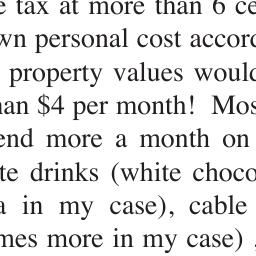 e tax at more than 6 ce
wn personal cost accord
property values would
an $4 per month! Mos
end more a month on
te drinks (white choco
a in my case), cable
mes more in my case) ,